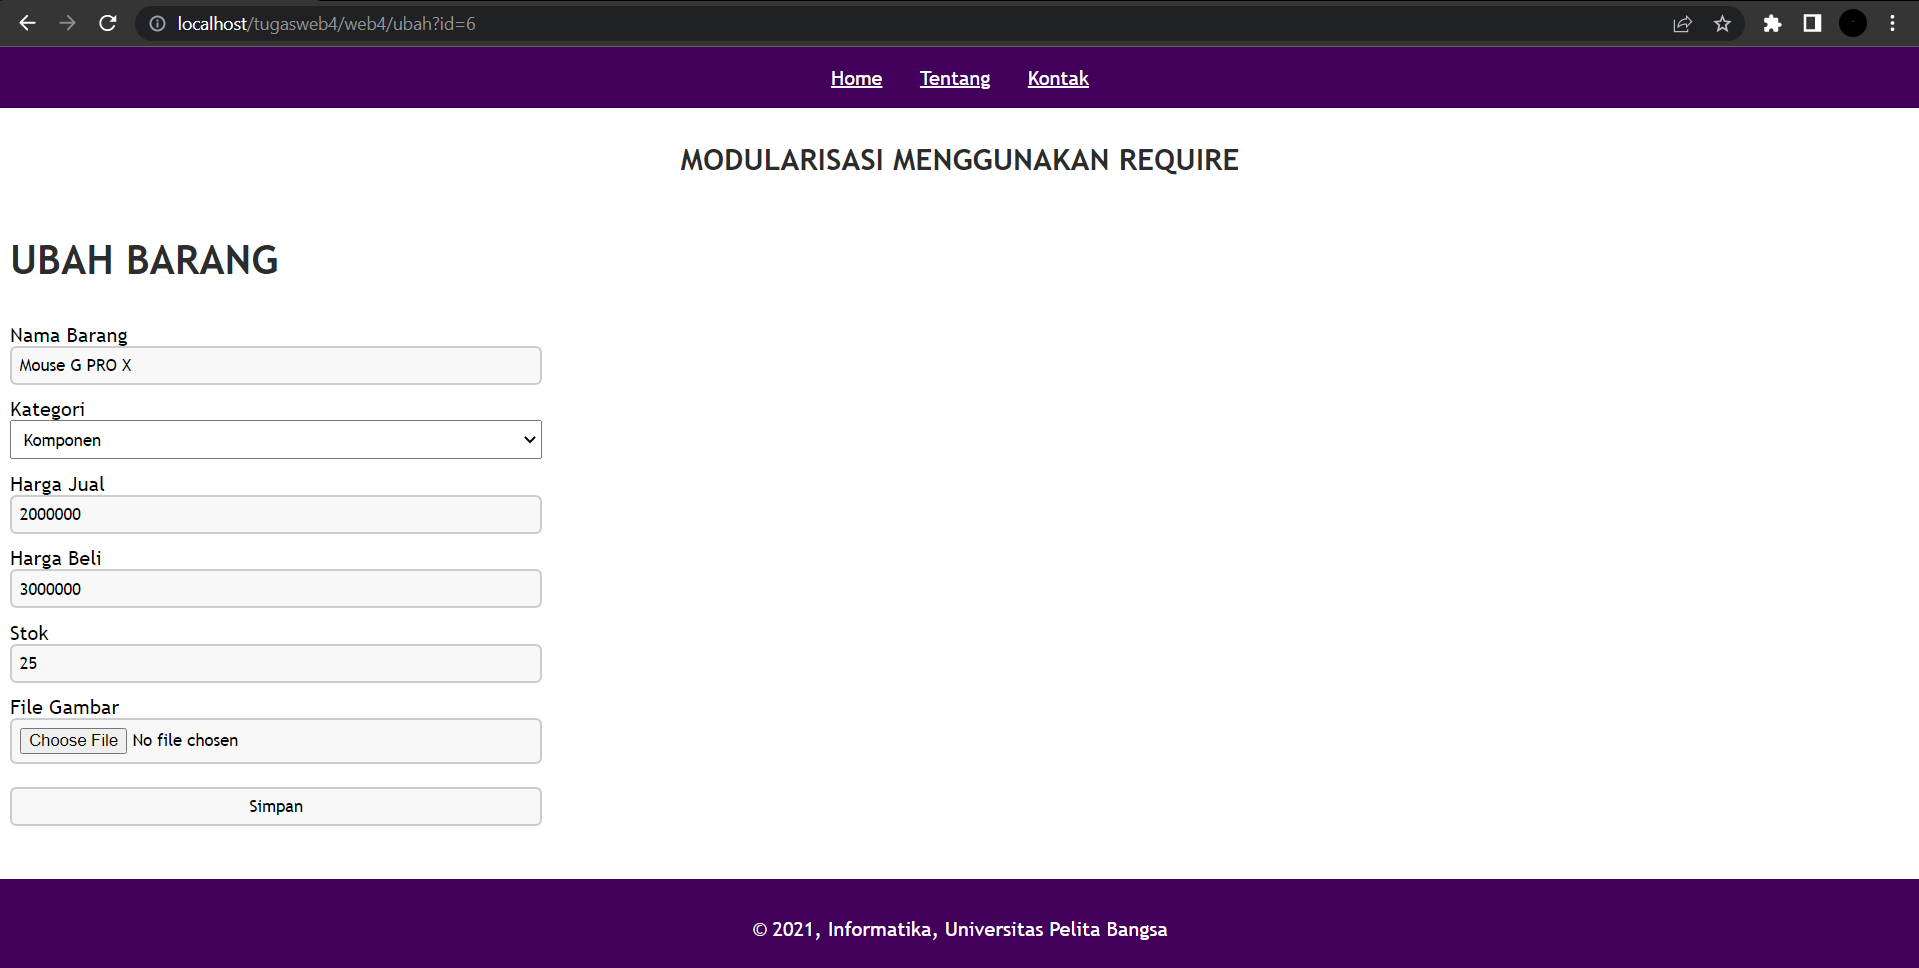 localhost/tugasweb4/web4/ubah?id=6
Home Tentang Kontak
MODULARISASI MENGGUNAKAN REQUIRE
UBAH BARANG
Nama Barang
Mouse G PRO X
Kategori
Komponen
Harga Jual
2000000
Harga Beli
3000000
Stok
25
File Gambar
Choose File No file chosen
Simpan
© 2021, Informatika, Universitas Pelita Bangsa